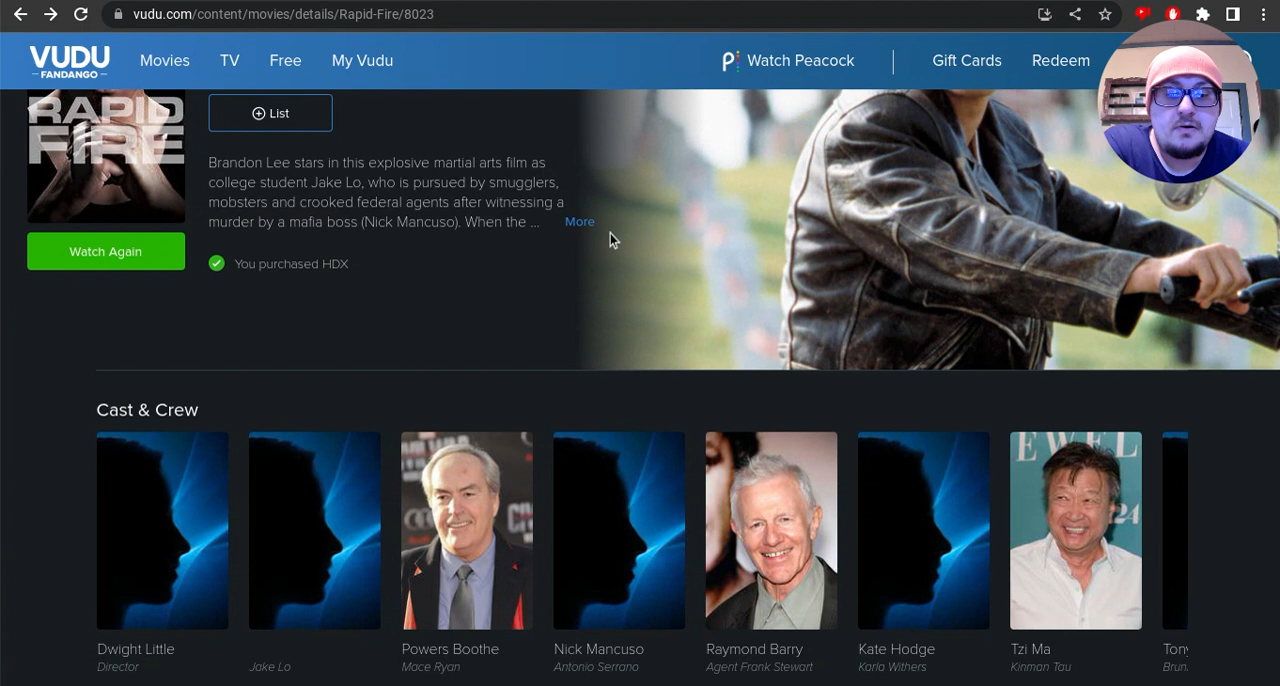 vudu.com/content/movies/details/Rapid-Fire/8023
VUDU
FANDANGO
Movies
TV
Free
My Vudu
Watch Peacock
Gift Cards
Redeem
RAPID
FIRE
List
Brandon Lee stars in this explosive martial arts film as
college student Jake Lo, who is pursued by smugglers,
mobsters and crooked federal agents after witnessing a
murder by a mafia boss (Nick Mancuso). When the ... More
Watch Again
You purchased HDX
Cast & Crew
Dwight Little
Director
Jake Lo
Powers Boothe
Mace Ryan
Nick Mancuso
Antonio Serrano
Raymond Barry
Agent Frank Stewart
Kate Hodge
Karla Withers
Tzi Ma
Kinman Tau